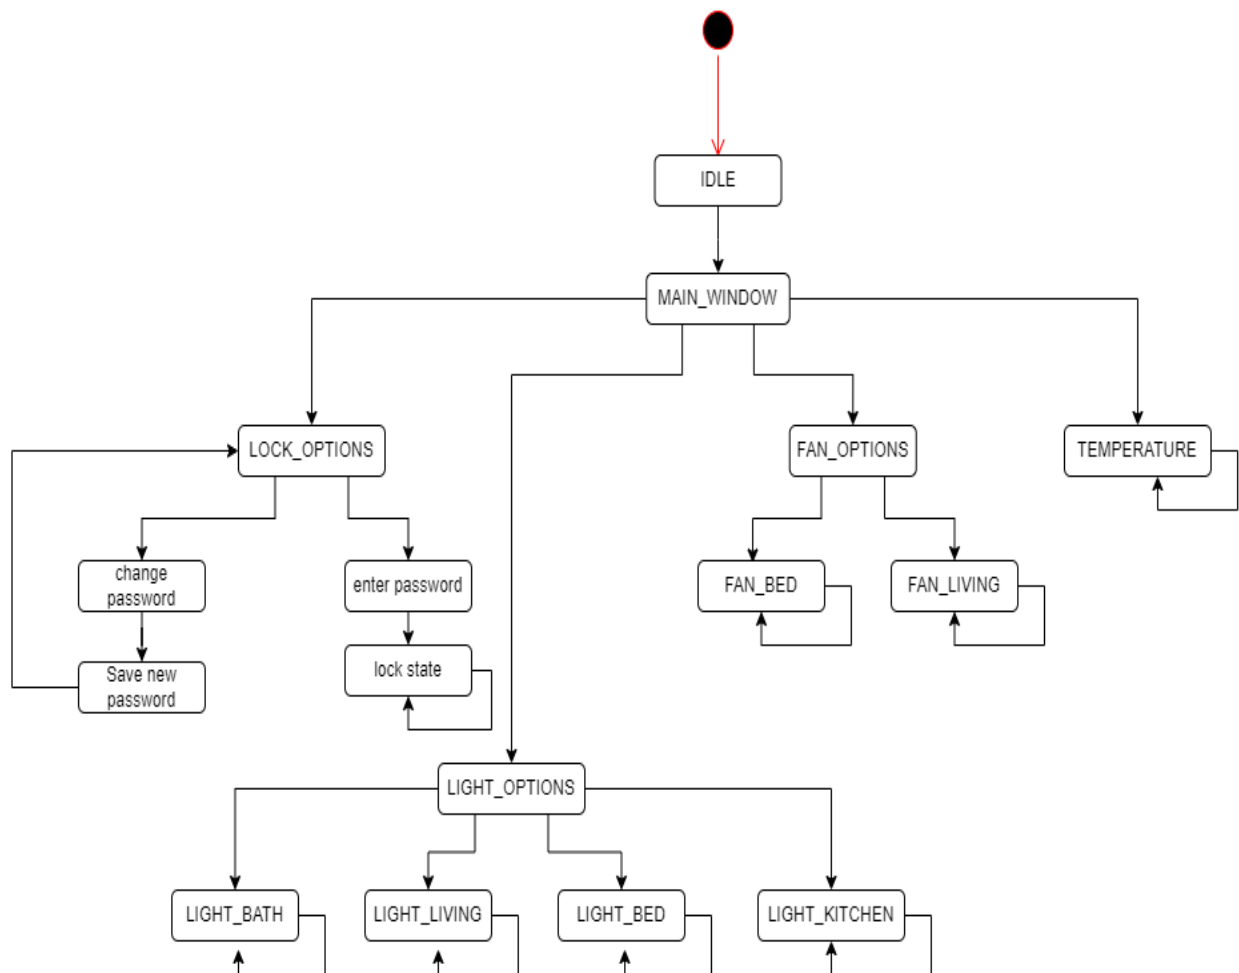 IDLE
MAIN_WINDOW
LOCK_OPTIONS
FAN_OPTIONS
TEMPERATURE
change
password
enter password
FAN_BED
FAN_LIVING
Save new
password
lock state
LIGHT_OPTIONS
LIGHT_BATH
LIGHT_LIVING
LIGHT_BED
LIGHT_KITCHEN